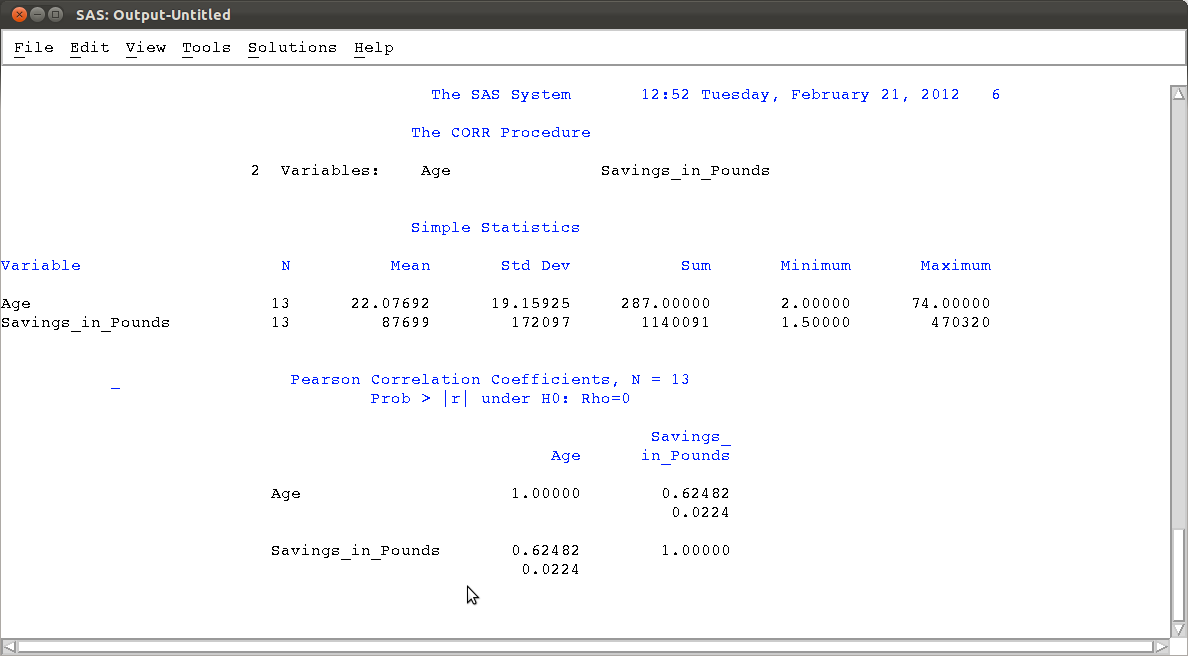 SAS: Output-Untitled
File Edit View Tools Solutions Help
The SAS System 12:52 Tuesday, February 21, 2012 6
The CORR Procedure
2 Variables: Age Savings_in_Pounds
Simple Statistics
Variable N Mean Std Dev Sum Minimum Maximum
Age 13 22.07692 19.15925 287.00000 2.00000 74.00000
Savings_in_Pounds 13 87699 172097 1140091 1.50000 470320
Pearson Correlation Coefficients, N = 13
Prob > |r| under H0: Rho=0
Savings_
Age in_Pounds
Age 1.00000 0.62482
0.0224
Savings_in_Pounds 0.62482 1.00000
0.0224